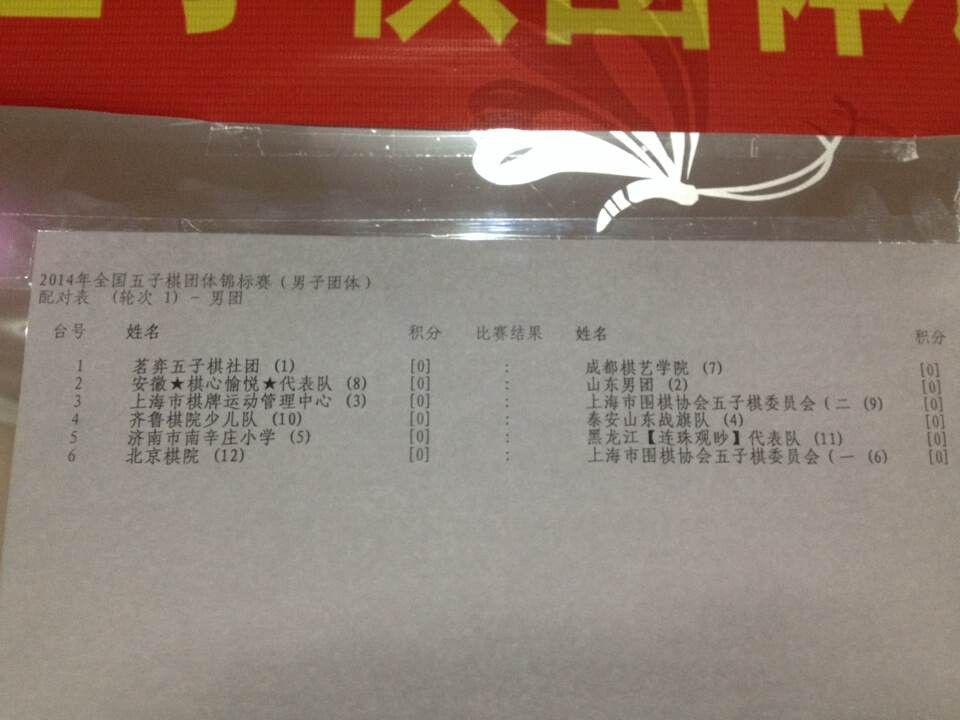 子棋团体
2014年全国五子棋团体锦标赛（男子团体）
配对表 （轮次 1）- 男团
台号 姓名 积分 比赛结果 姓名 积分
1 茗弈五子棋社团 (1) [0] : 成都棋艺学院 (7) [0]
2 安徽★棋心愉悦★代表队 (8) [0] : 山东男团 (2) [0]
3 上海市棋牌运动管理中心 (3) [0] : 上海市围棋协会五子棋委员会（二 (9) [0]
4 齐鲁棋院少儿队 (10) [0] : 泰安山东战旗队 (4) [0]
5 济南市南辛庄小学 (5) [0] : 黑龙江【连珠观眇】代表队 (11) [0]
6 北京棋院 (12) [0] : 上海市围棋协会五子棋委员会（一 (6) [0]